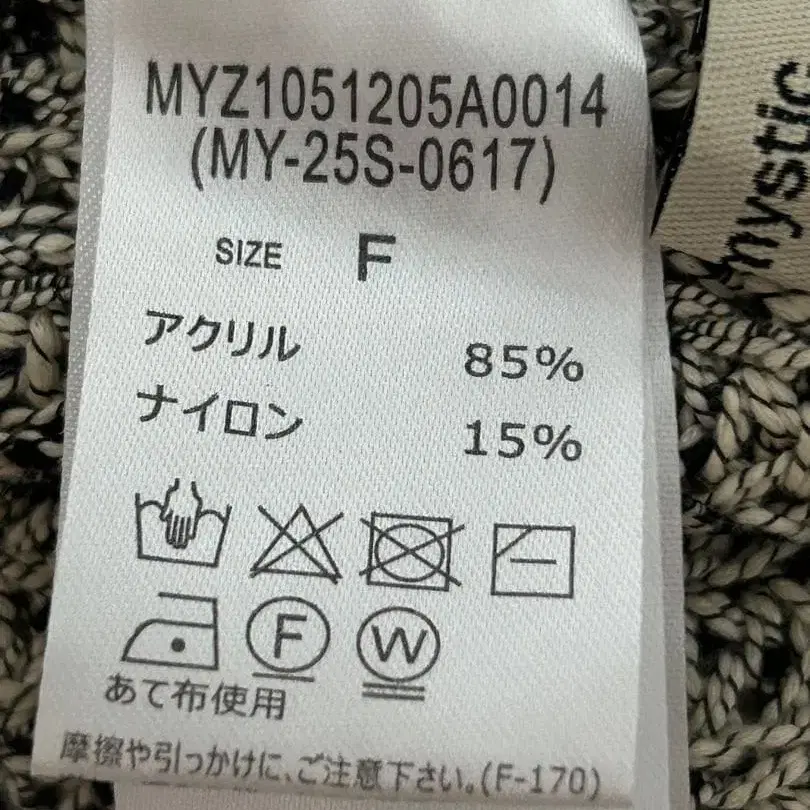 MYZ1051205A0014
(MY-25S-0617)
SIZE F
アクリル 85%
ナイロン 15%
F W
あて布使用
摩擦や引っかけに、ご注意下さい。(F-170)
mystic